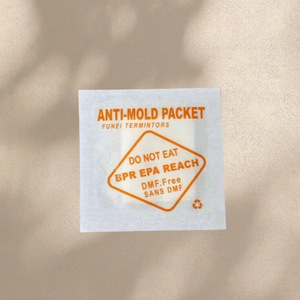 ANTI-MOLD PACKET
FUNEI TERMINTORS
DO NOT EAT
BPR EPA REACH
DMF.Free
SANS DMF